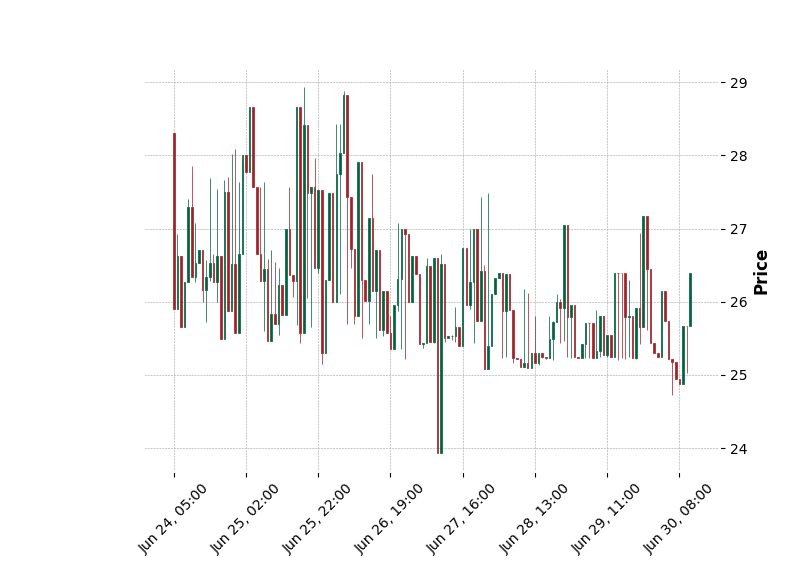 29
28
27
26
25
24
Price
Jun 24, 05:00
Jun 25, 02:00
Jun 25, 22:00
Jun 26, 19:00
Jun 27, 16:00
Jun 28, 13:00
Jun 29, 11:00
Jun 30, 08:00